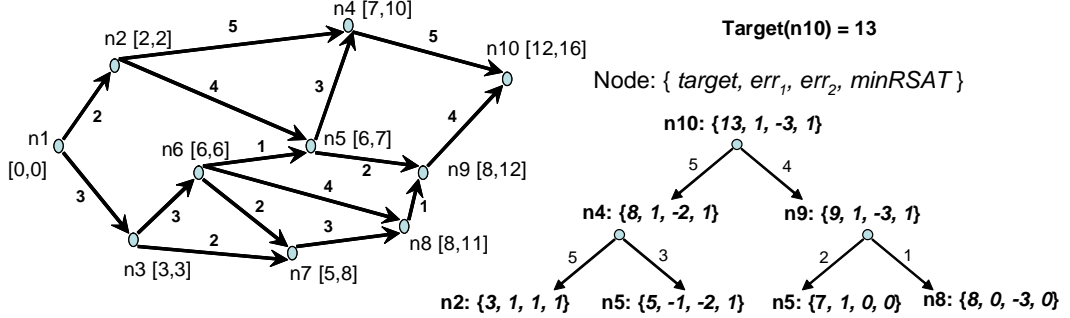 n4 [7,10]
Target(n10) = 13
5
5
n2 [2,2]
n10 [12,16]
Node: { target, err1, err2, minRSAT }
4
3
4
n10: {13, 1, -3, 1}
2
n1
n5 [6,7]
n6 [6,6]
1
5
4
[0,0]
2
n9 [8,12]
4
3
3
2
1
n4: {8, 1, -2, 1}
n9: {9, 1, -3, 1}
2
3
n8 [8,11]
n3 [3,3]
n7 [5,8]
5
3
2
1
n2: {3, 1, 1, 1}
n5: {5, -1, -2, 1}
n5: {7, 1, 0, 0}
n8: {8, 0, -3, 0}